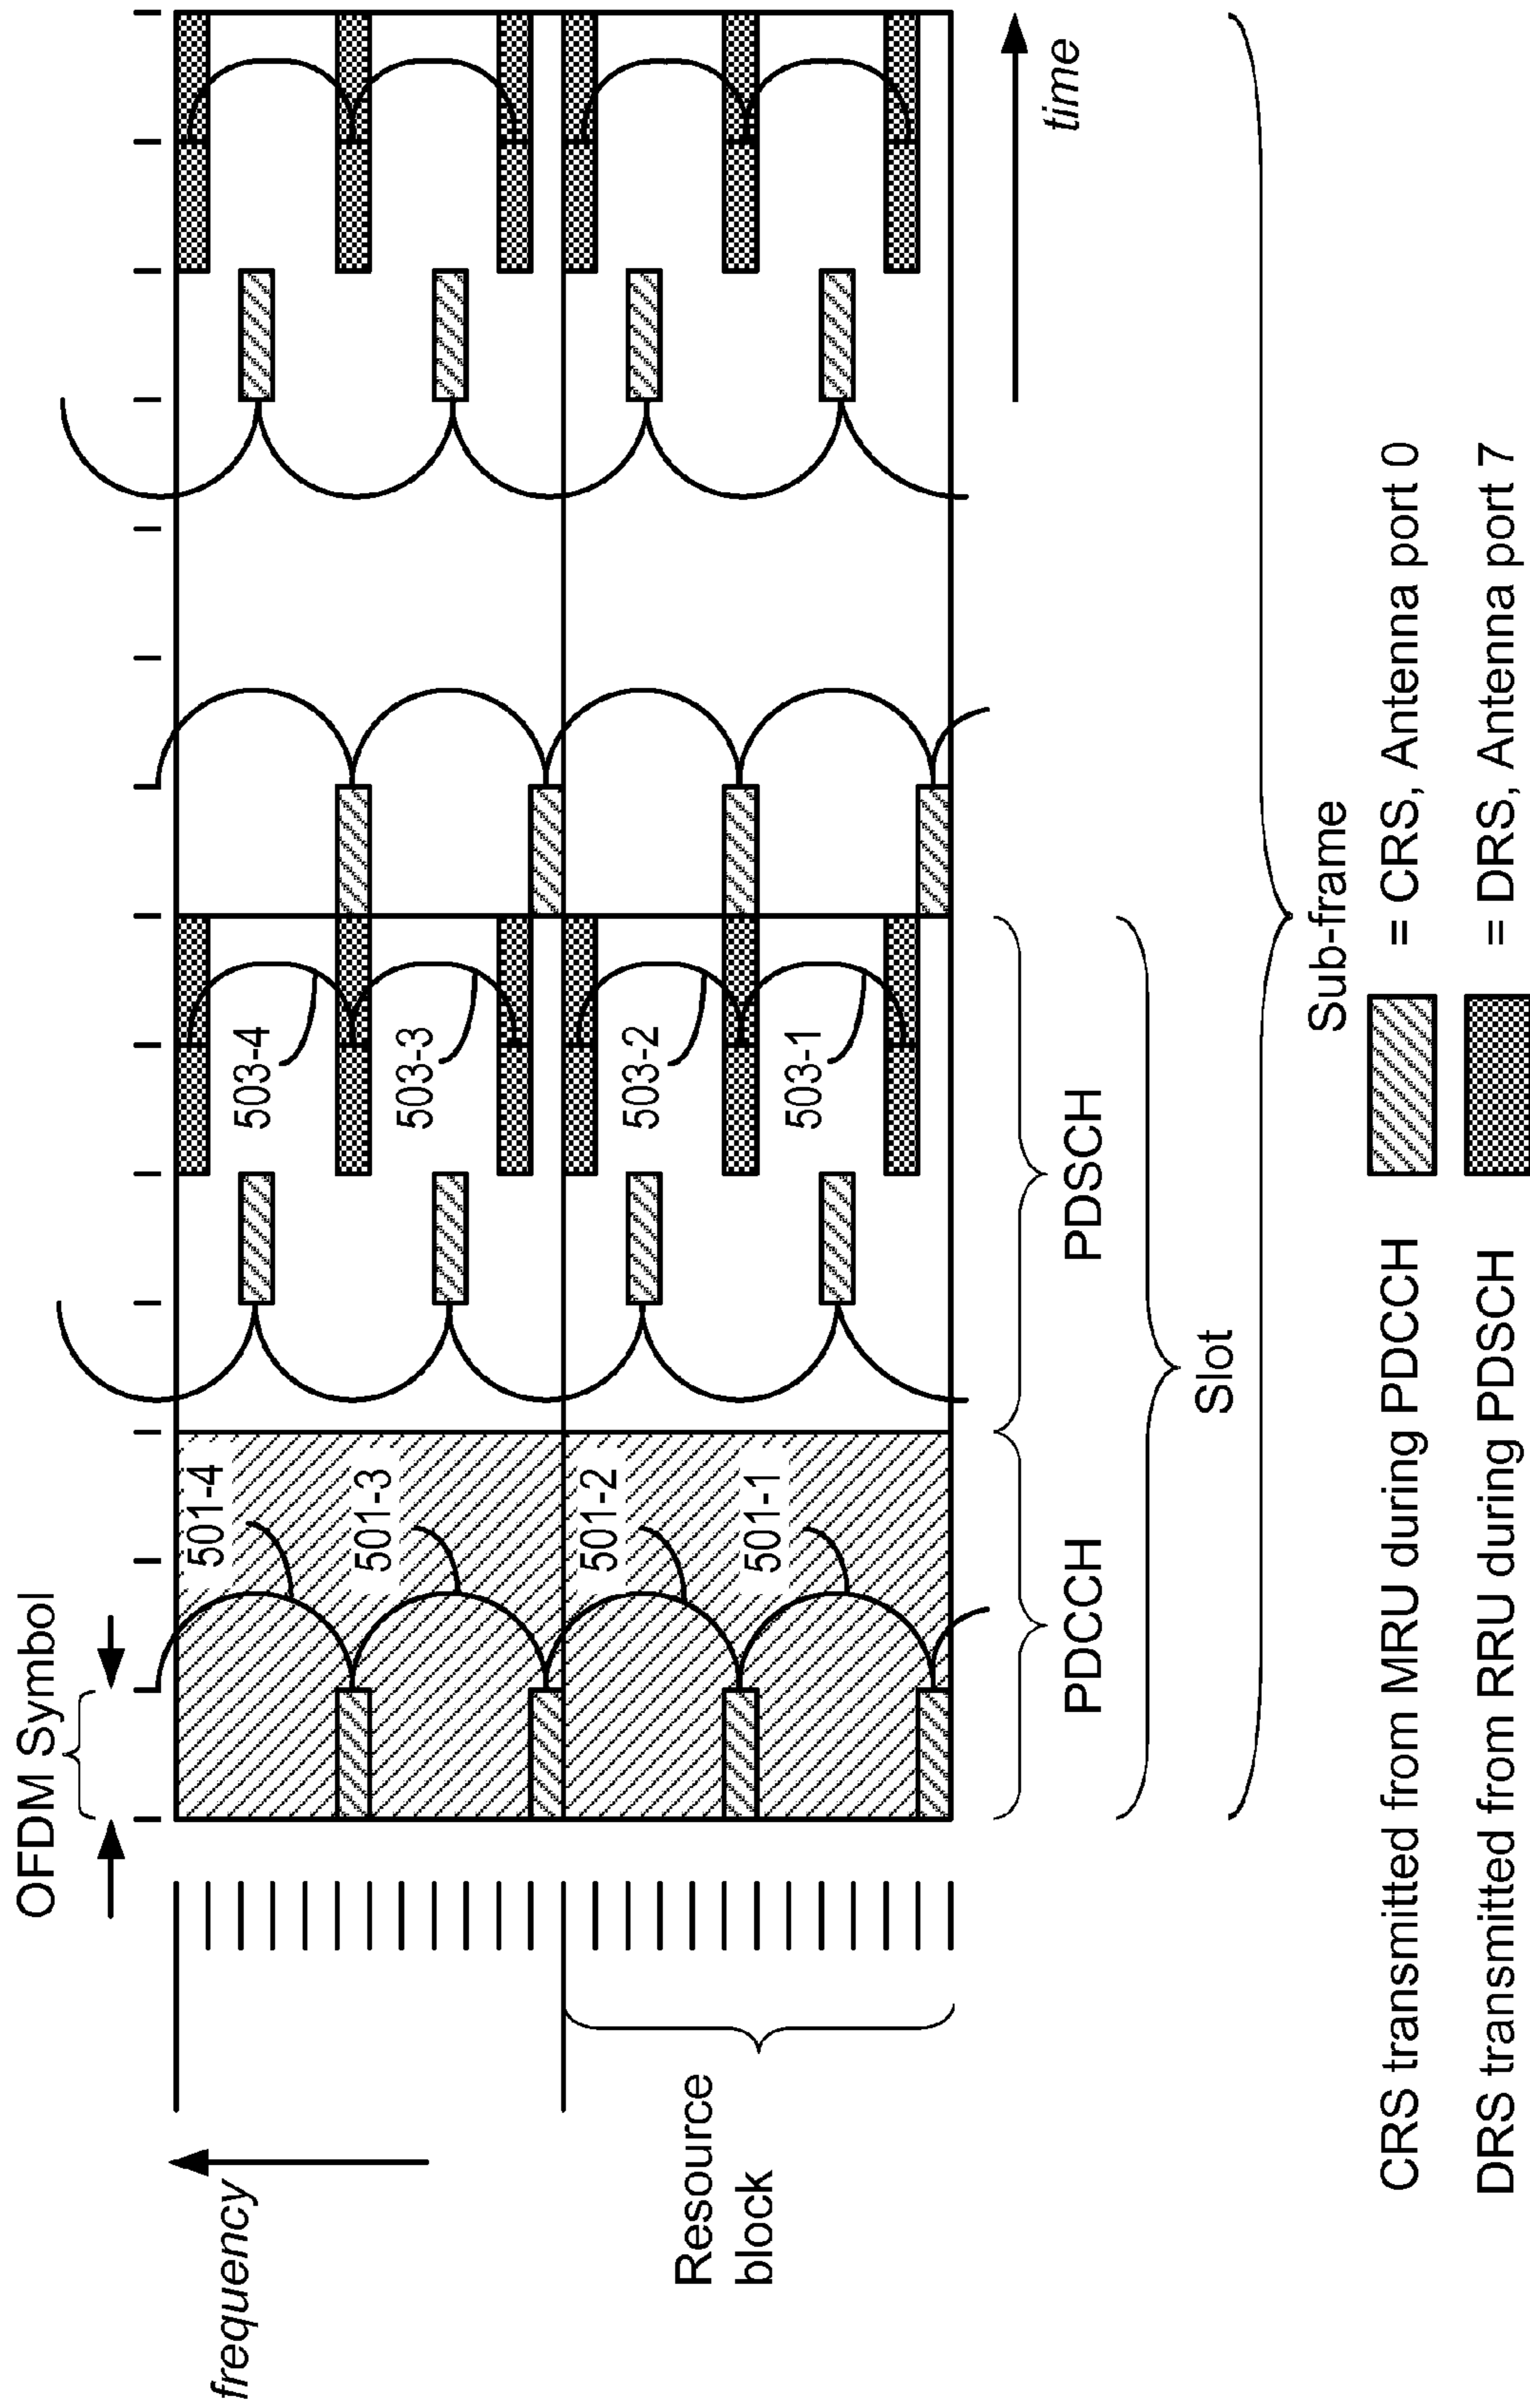 OFDM Symbol
frequency
501-4
501-3
501-2
501-1
503-4
503-3
503-2
503-1
Resource
block
time
PDCCH
PDSCH
Slot
Sub-frame
CRS transmitted from MRU during PDCCH = CRS, Antenna port 0
DRS transmitted from RRU during PDSCH = DRS, Antenna port 7